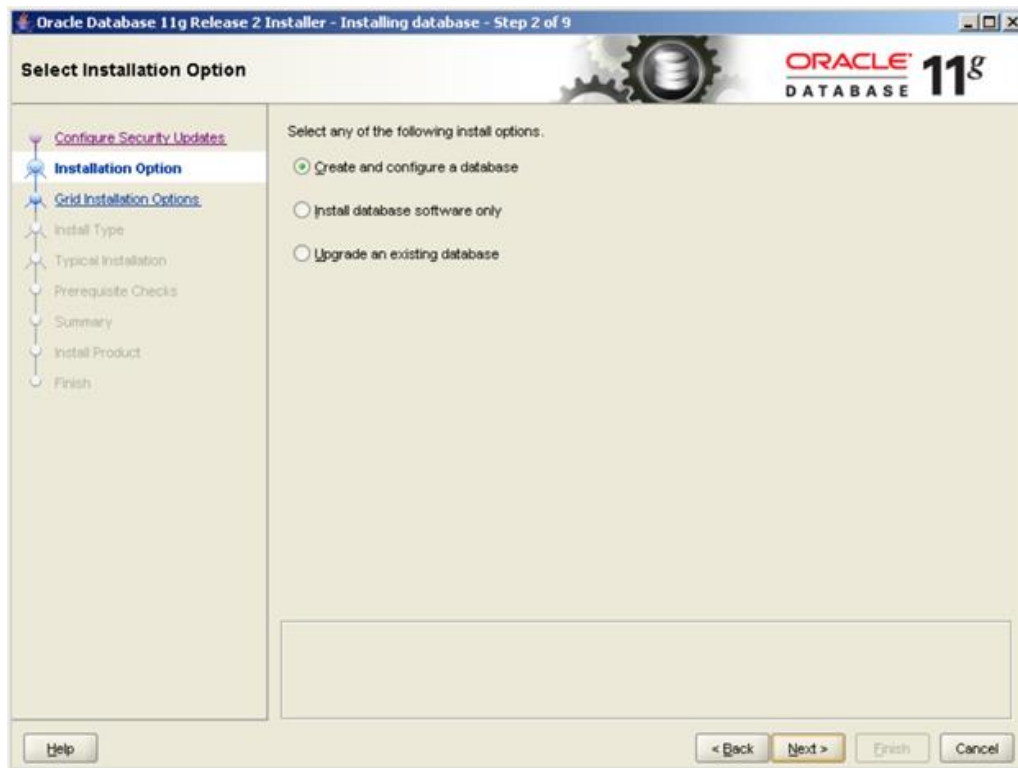 Oracle Database 11g Release 2 Installer - Installing database - Step 2 of 9
Select Installation Option
ORACLE DATABASE 11g
Configure Security Updates
Installation Option
Grid Installation Options
Install Type
Typical Installation
Prerequisite Checks
Summary
Install Product
Finish
Select any of the following install options.
Create and configure a database
Install database software only
Upgrade an existing database
Help
< Back
Next >
Finish
Cancel